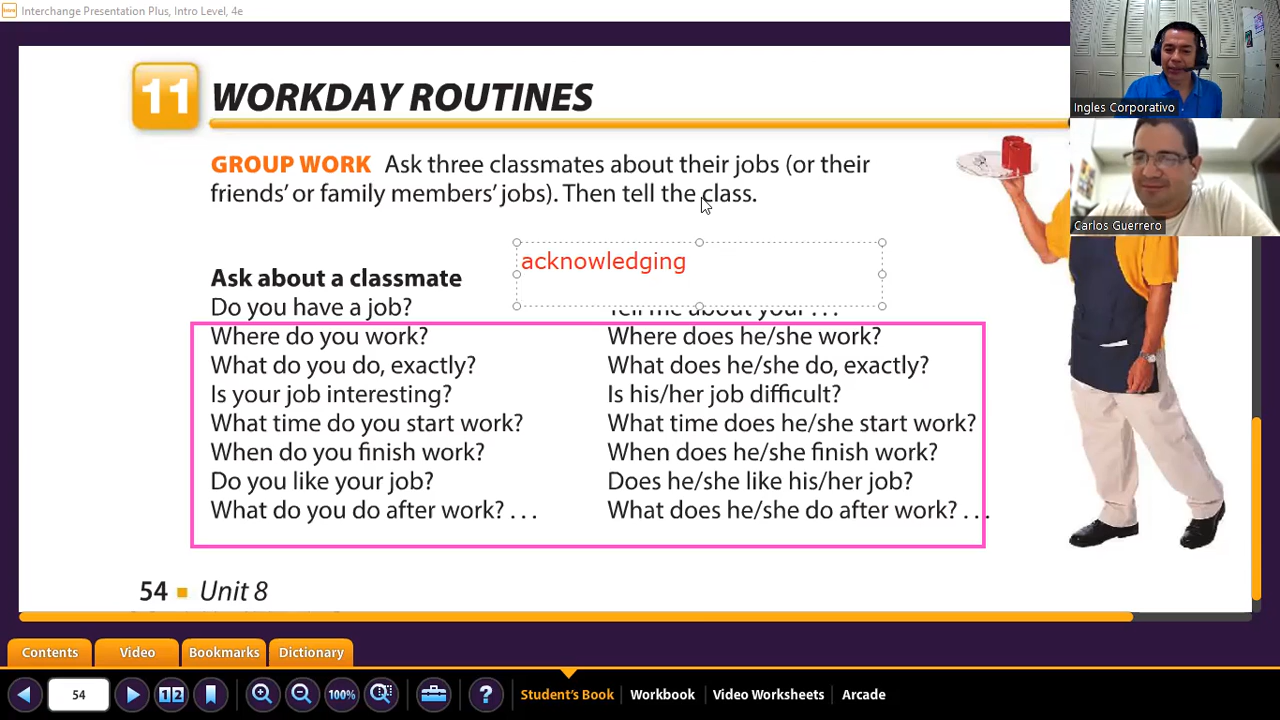 Interchange Presentation Plus, Intro Level, 4e
11 WORKDAY ROUTINES
GROUP WORK Ask three classmates about their jobs (or their
friends' or family members' jobs). Then tell the class.
acknowledging
Ask about a classmate
Do you have a job?
Where do you work?
What do you do, exactly?
Is your job interesting?
What time do you start work?
When do you finish work?
Do you like your job?
What do you do after work? . . .
Tell me about your . . .
Where does he/she work?
What does he/she do, exactly?
Is his/her job difficult?
What time does he/she start work?
When does he/she finish work?
Does he/she like his/her job?
What does he/she do after work? . . .
54 ■ Unit 8
Ingles Corporativo
Carlos Guerrero
Contents Video Bookmarks Dictionary
54 12 100% ? Student's Book Workbook Video Worksheets Arcade